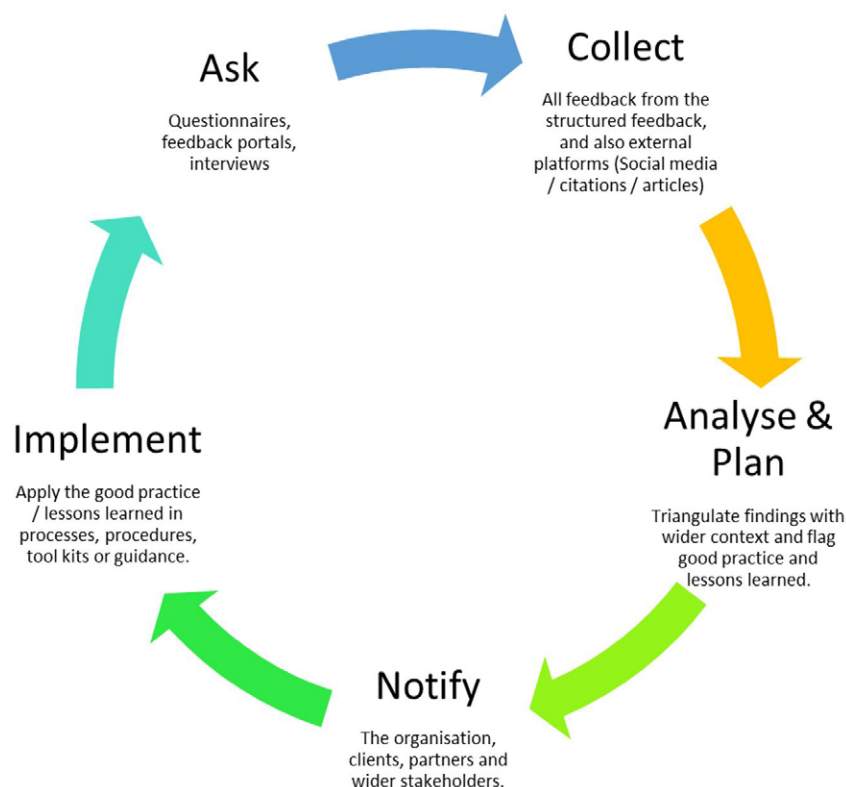 Ask
Questionnaires,
feedback portals,
interviews
Collect
All feedback from the
structured feedback,
and also external
platforms (Social media
/ citations / articles)
Analyse &
Plan
Triangulate findings with
wider context and flag
good practice and
lessons learned.
Notify
The organisation,
clients, partners and
wider stakeholders.
Implement
Apply the good practice
/ lessons learned in
processes, procedures,
tool kits or guidance.